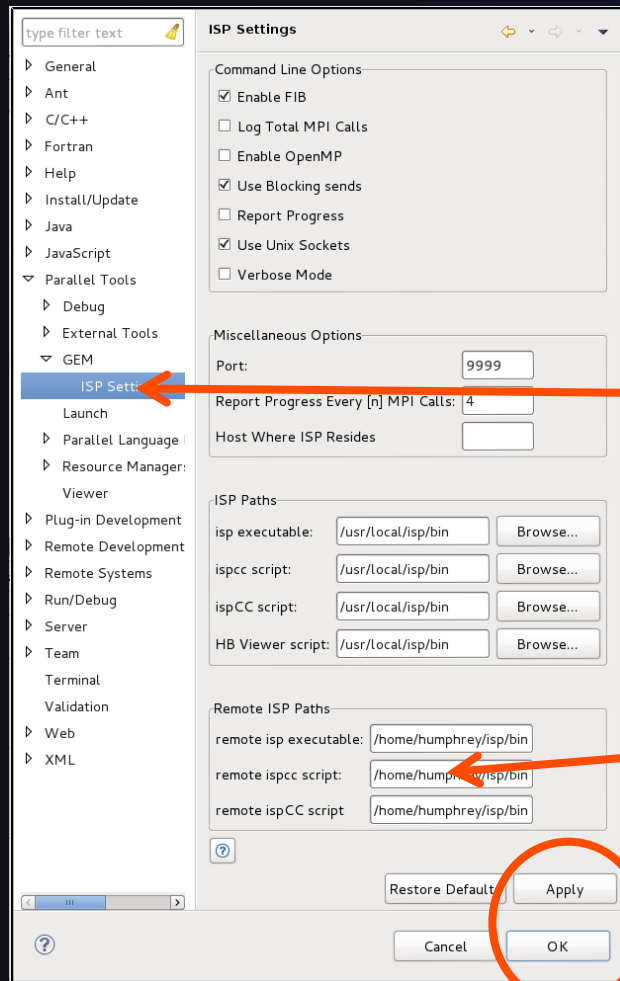 type filter text
General
Ant
C/C++
Fortran
Help
Install/Update
Java
JavaScript
Parallel Tools
Debug
External Tools
GEM
ISP Setti
Launch
Parallel Language
Resource Managers
Viewer
Plug-in Development
Remote Development
Remote Systems
Run/Debug
Server
Team
Terminal
Validation
Web
XML
ISP Settings
Command Line Options
Enable FIB
Log Total MPI Calls
Enable OpenMP
Use Blocking sends
Report Progress
Use Unix Sockets
Verbose Mode
Miscellaneous Options
Port: 9999
Report Progress Every [n] MPI Calls: 4
Host Where ISP Resides
ISP Paths
isp executable: /usr/local/isp/bin Browse...
ispcc script: /usr/local/isp/bin Browse...
ispCC script: /usr/local/isp/bin Browse...
HB Viewer script: /usr/local/isp/bin Browse...
Remote ISP Paths
remote isp executable: /home/humphrey/isp/bin
remote ispcc script: /home/humphrey/isp/bin
remote ispCC script /home/humphrey/isp/bin
Restore Default Apply
Cancel OK